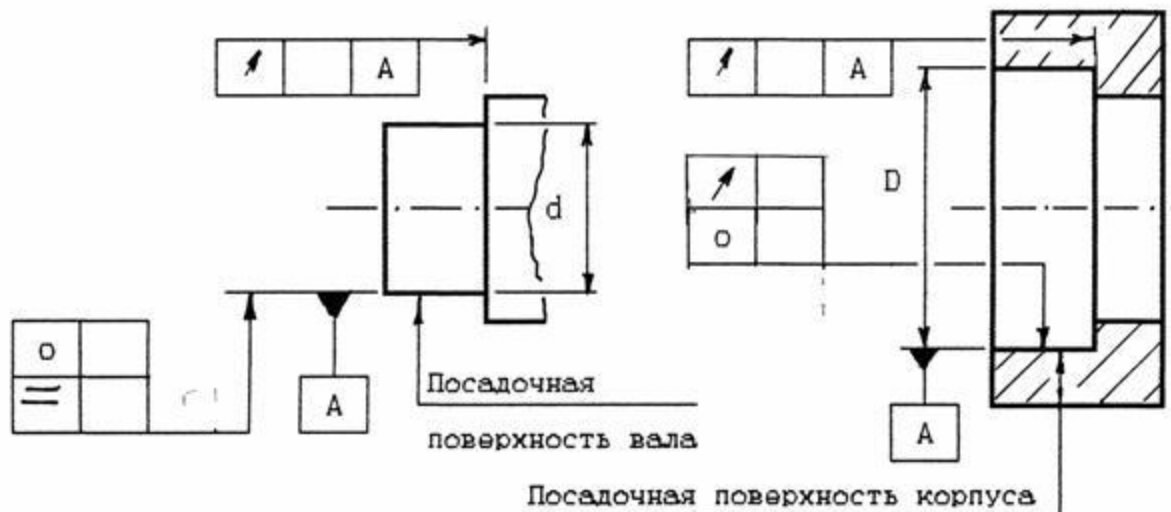 A
A
d
D
o
o
A
A
Посадочная
поверхность вала
Посадочная поверхность корпуса